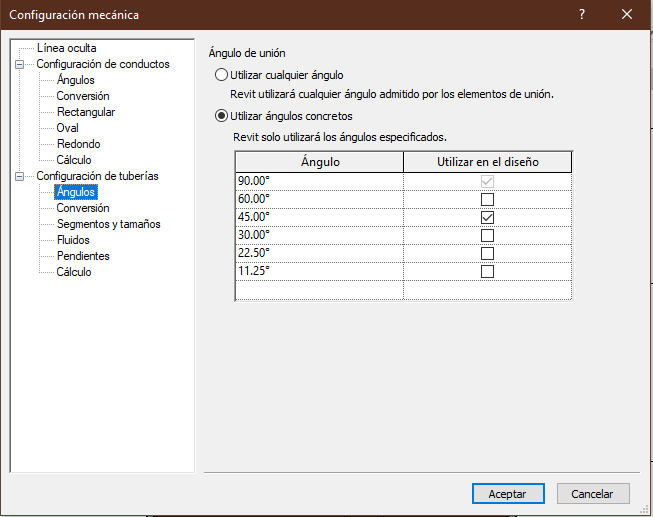 Configuración mecánica
?
Línea oculta
Configuración de conductos
Ángulos
Conversión
Rectangular
Oval
Redondo
Cálculo
Configuración de tuberías
Ángulos
Conversión
Segmentos y tamaños
Fluidos
Pendientes
Cálculo
Ángulo de unión
Utilizar cualquier ángulo
Revit utilizará cualquier ángulo admitido por los elementos de unión.
Utilizar ángulos concretos
Revit solo utilizará los ángulos especificados.
Ángulo Utilizar en el diseño
90.00°
60.00°
45.00°
30.00°
22.50°
11.25°
Aceptar Cancelar